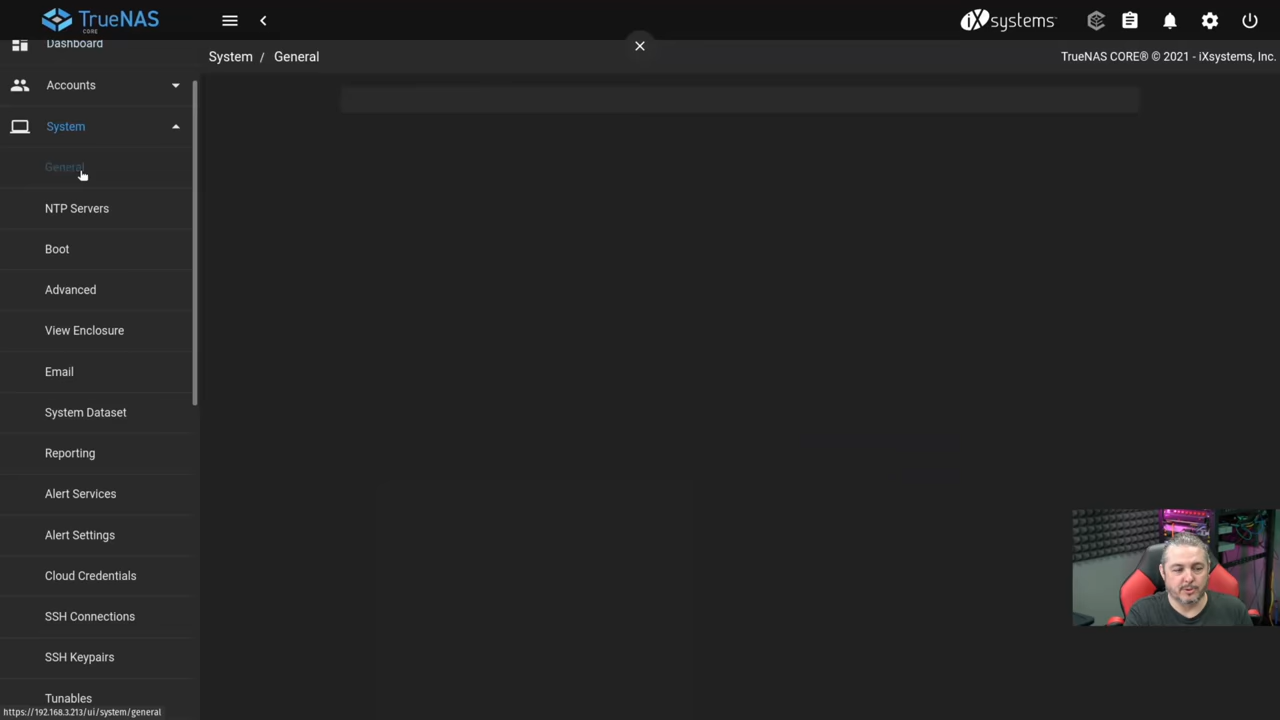 TrueNAS
CORE
iXsystems
System / General
TrueNAS CORE® © 2021 - iXsystems, Inc.
Dashboard
Accounts
System
General
NTP Servers
Boot
Advanced
View Enclosure
Email
System Dataset
Reporting
Alert Services
Alert Settings
Cloud Credentials
SSH Connections
SSH Keypairs
Tunables
https://192.168.3.213/ui/system/general